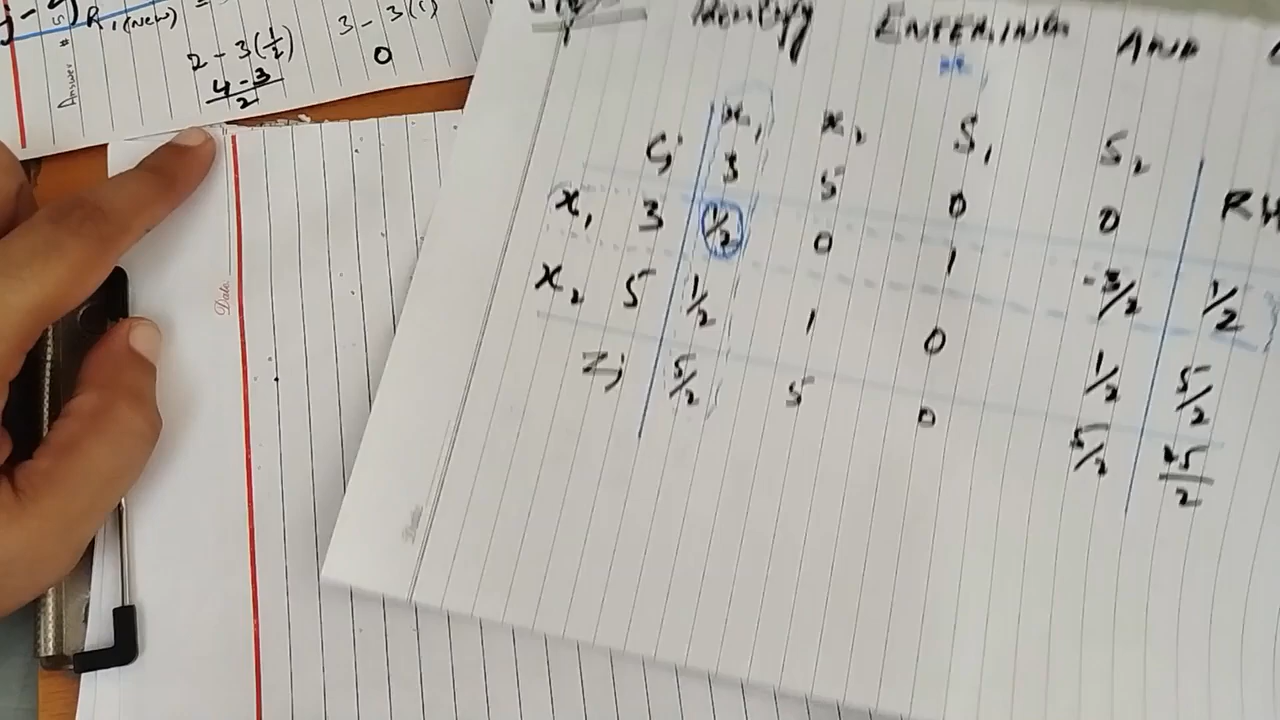 R₁(new) =
2 - 3(1/2) 3 - 3(1)
4 - 3 / 2 0
Answer #
Identify ENTERING AND
x₁ x₂ S₁ S₂
Cj 3 5 0 0 RH
x₁ 3 1/2 0 1 -3/2 1/2
x₂ 5 1/2 1 0 1/2 5/2
Zj 5/2 5 0 5/2
Date
Date